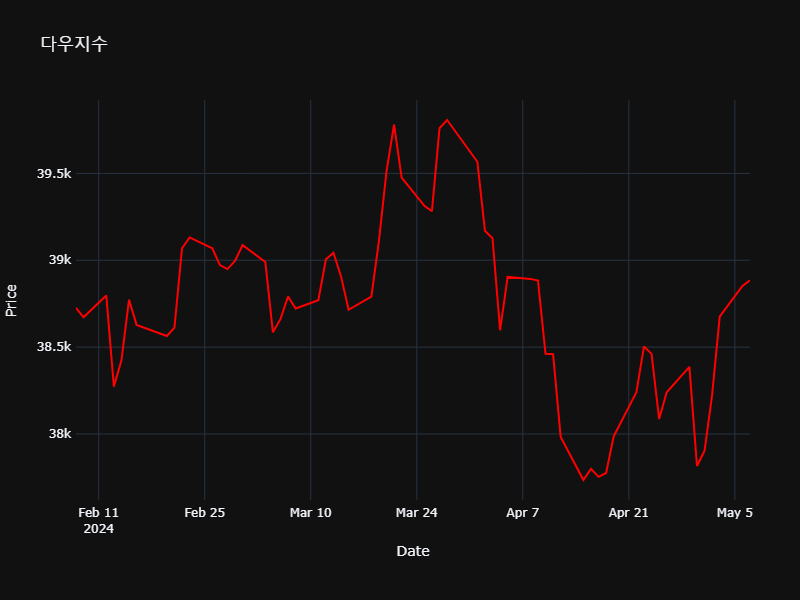 다우지수
39.5k
39k
38.5k
38k
Price
Feb 11
2024
Feb 25
Mar 10
Mar 24
Apr 7
Apr 21
May 5
Date